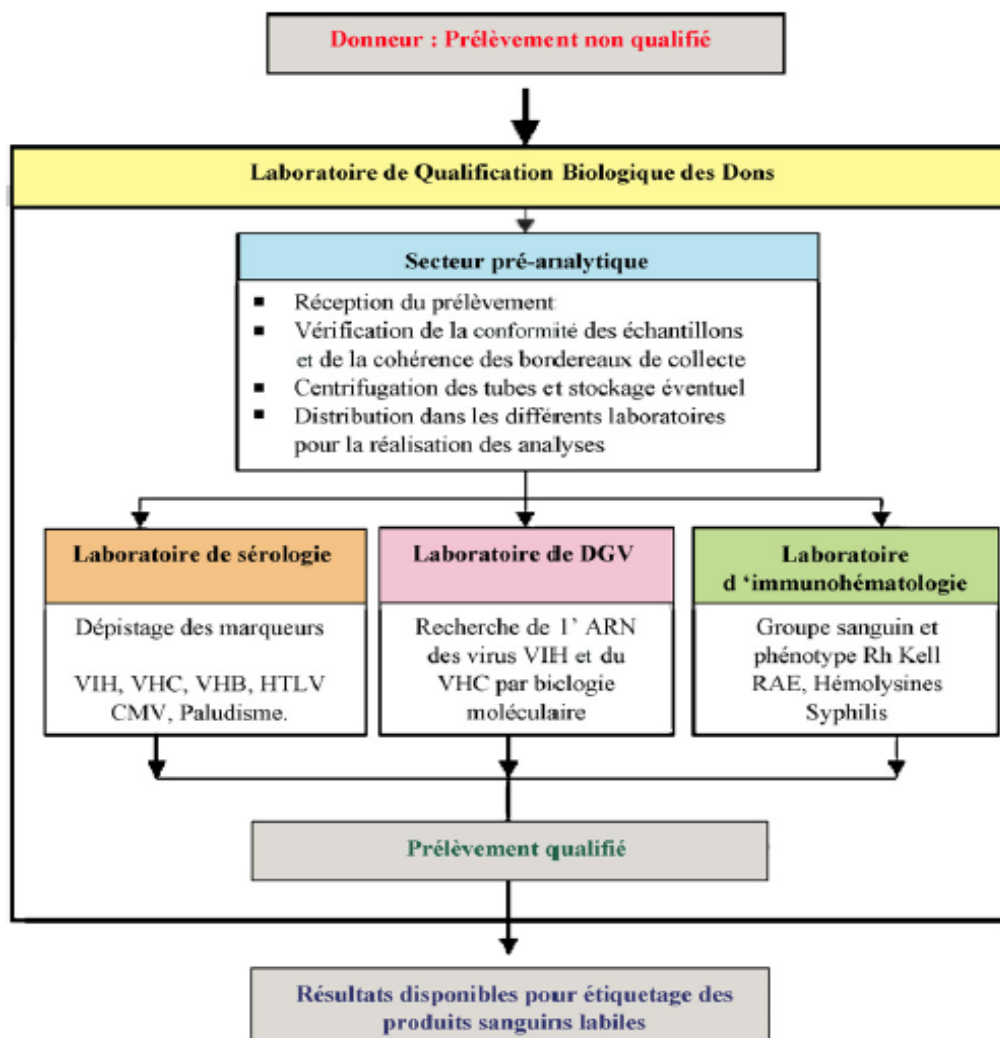 Donneur : Prélèvement non qualifié
Laboratoire de Qualification Biologique des Dons
Secteur pré-analytique
▪ Réception du prélèvement
▪ Vérification de la conformité des échantillons
et de la cohérence des bordereaux de collecte
▪ Centrifugation des tubes et stockage éventuel
▪ Distribution dans les différents laboratoires
pour la réalisation des analyses
Laboratoire de sérologie
Dépistage des marqueurs
VIH, VHC, VHB, HTLV
CMV, Paludisme.
Laboratoire de DGV
Recherche de l' ARN
des virus VIH et du
VHC par biologie
moléculaire
Laboratoire
d 'immunohématologie
Groupe sanguin et
phénotype Rh Kell
RAE, Hémolysines
Syphilis
Prélèvement qualifié
Résultats disponibles pour étiquetage des
produits sanguins labiles